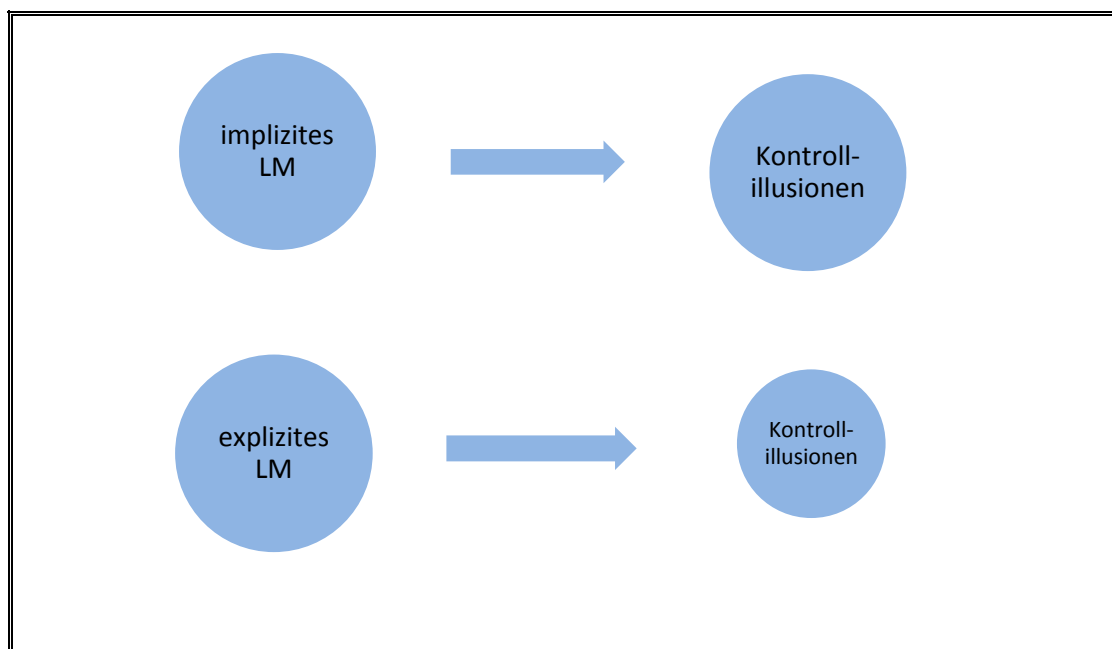 implizites
LM
Kontroll-
illusionen
explizites
LM
Kontroll-
illusionen